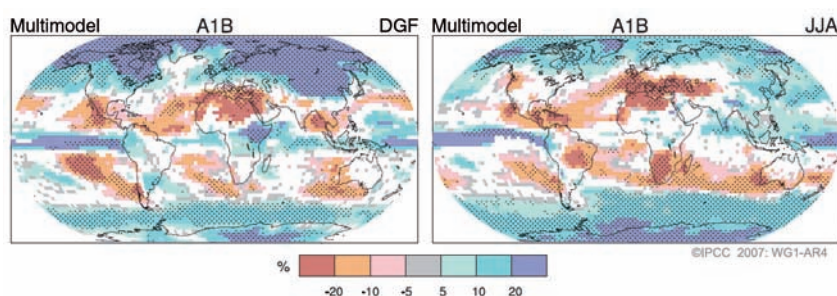 Multimodel A1B DGF
Multimodel A1B JJA
©IPCC 2007: WG1-AR4
%
-20 -10 -5 5 10 20